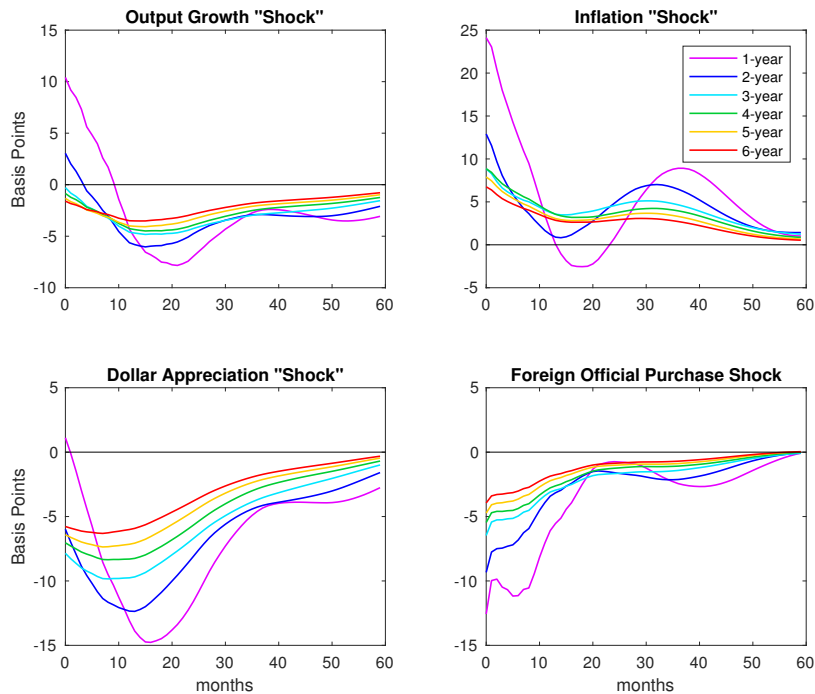 Output Growth "Shock"
15
10
5
0
-5
-10
Basis Points
0 10 20 30 40 50 60
Inflation "Shock"
25
20
15
10
5
0
-5
0 10 20 30 40 50 60
1-year
2-year
3-year
4-year
5-year
6-year
Dollar Appreciation "Shock"
5
0
-5
-10
-15
Basis Points
0 10 20 30 40 50 60
months
Foreign Official Purchase Shock
5
0
-5
-10
-15
0 10 20 30 40 50 60
months